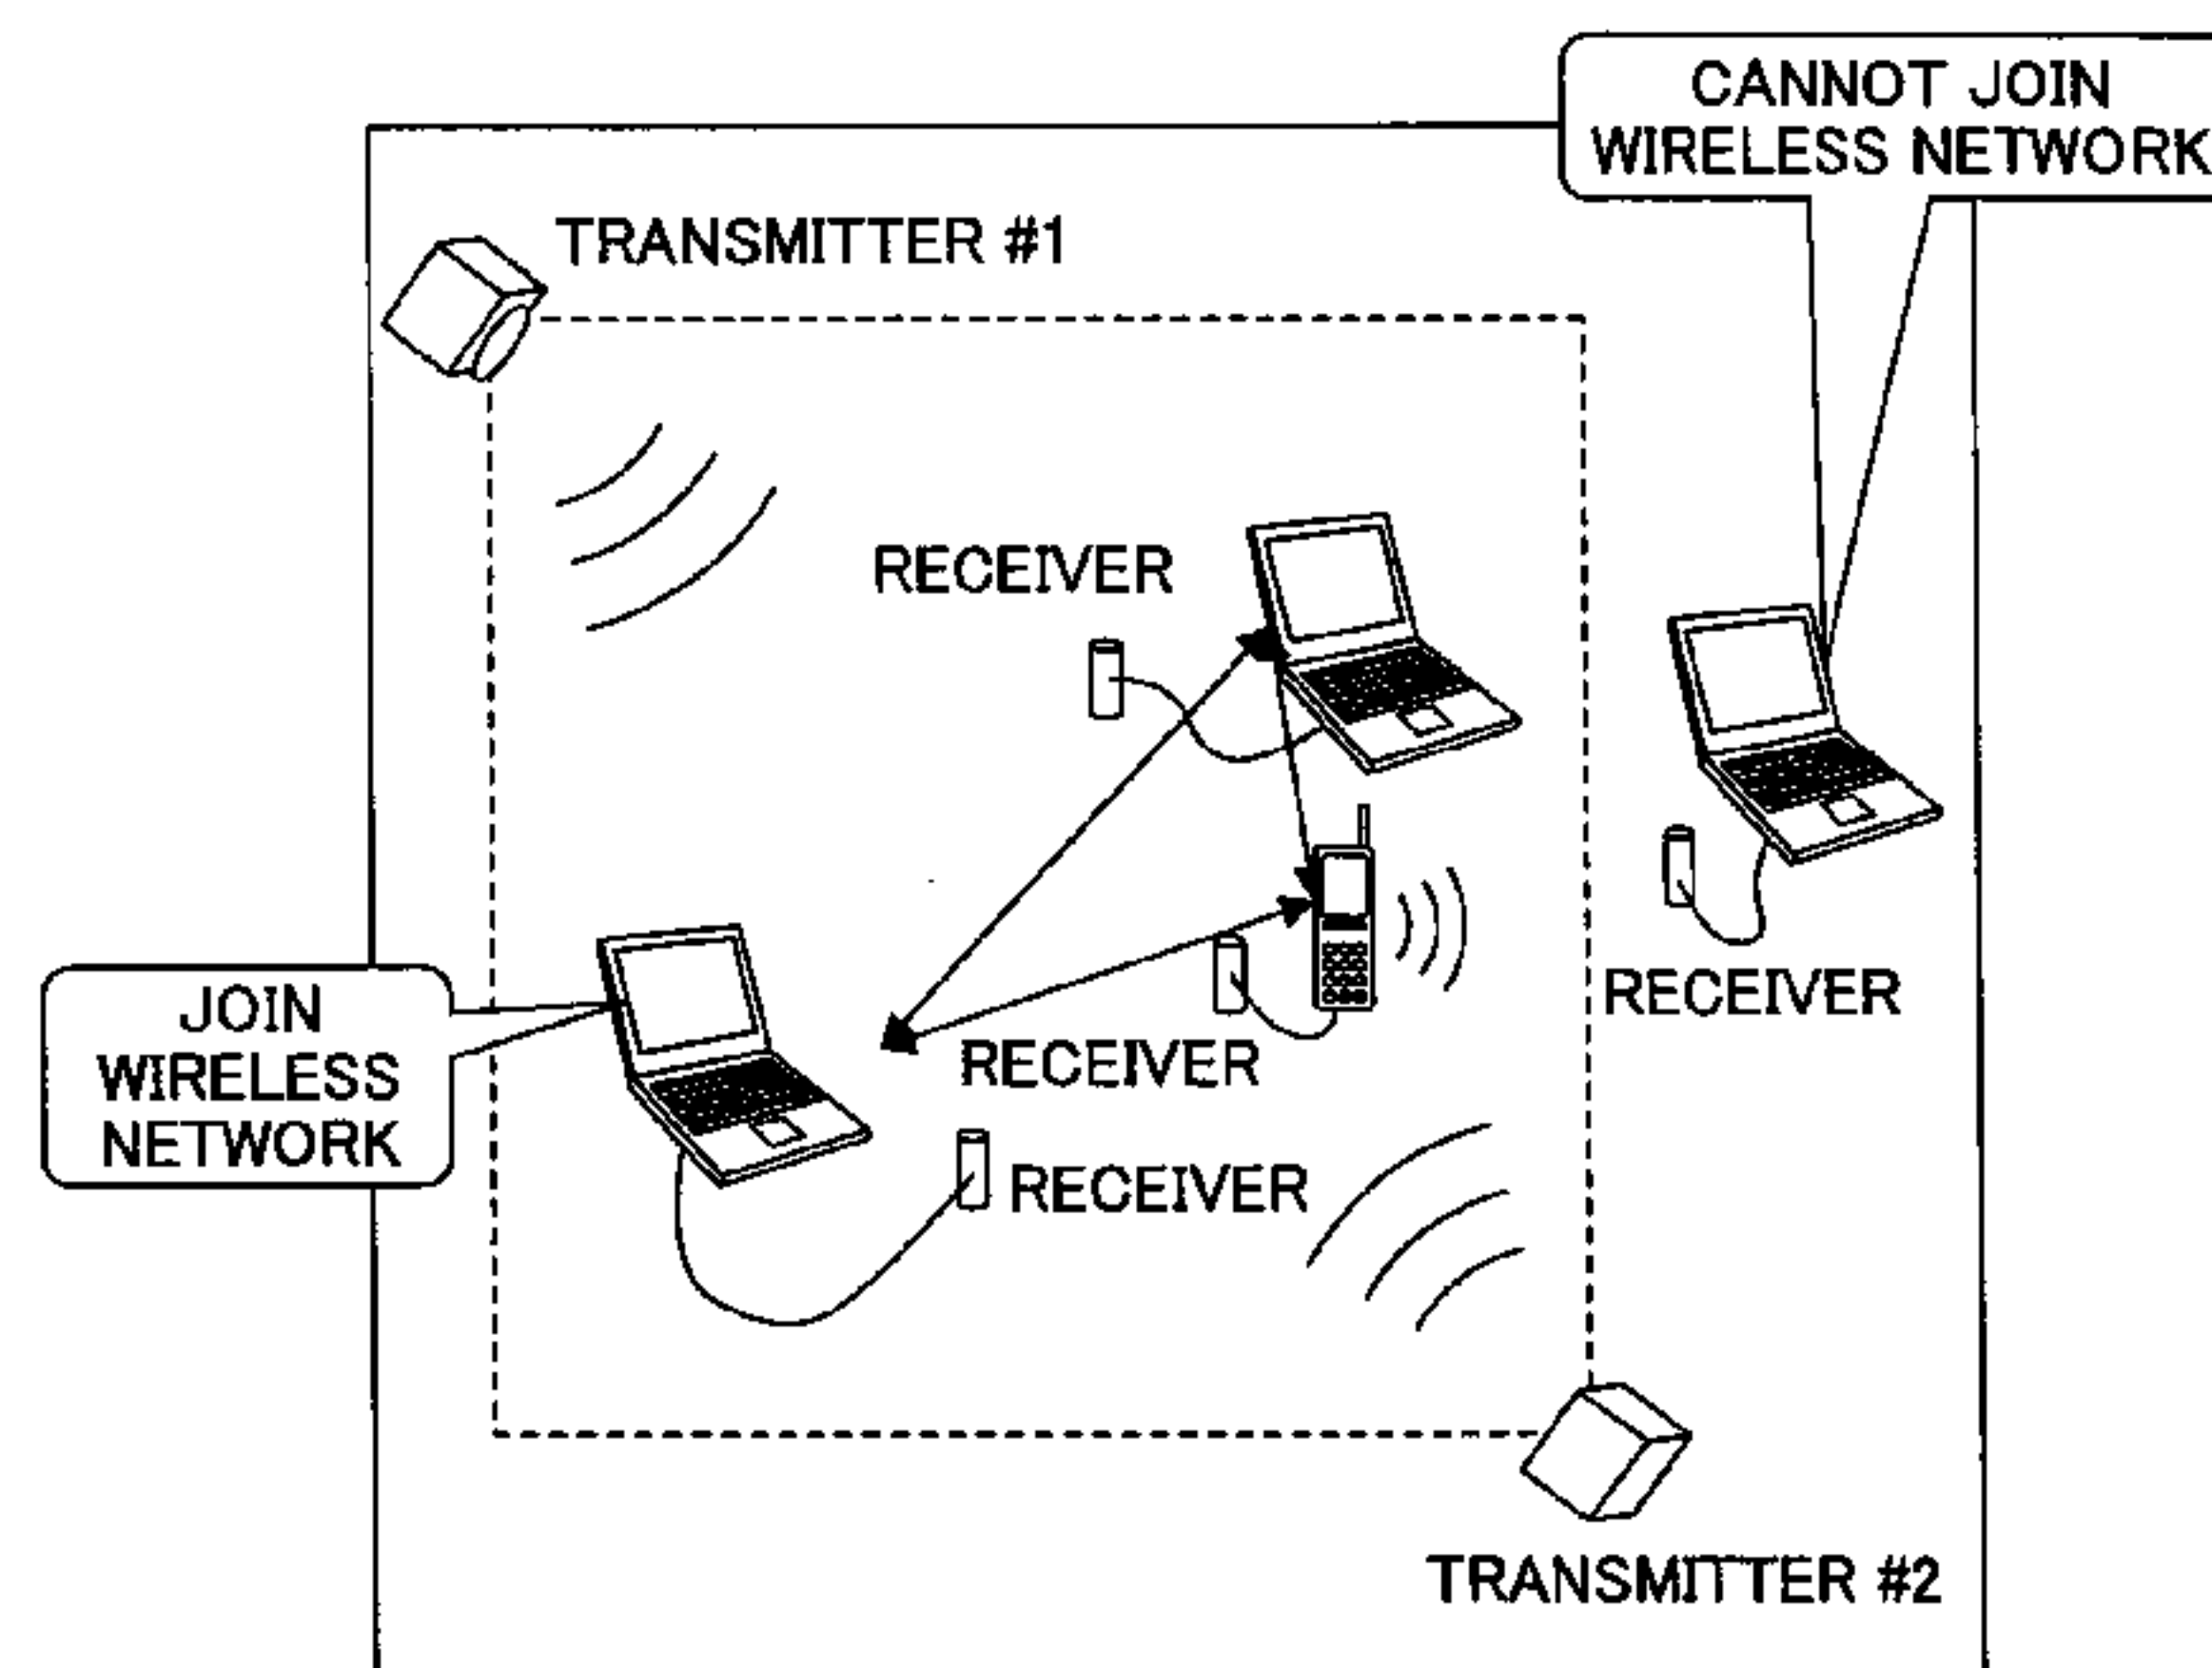 CANNOT JOIN
WIRELESS NETWORK
TRANSMITTER #1
RECEIVER
RECEIVER
JOIN
WIRELESS
NETWORK
RECEIVER
RECEIVER
TRANSMITTER #2